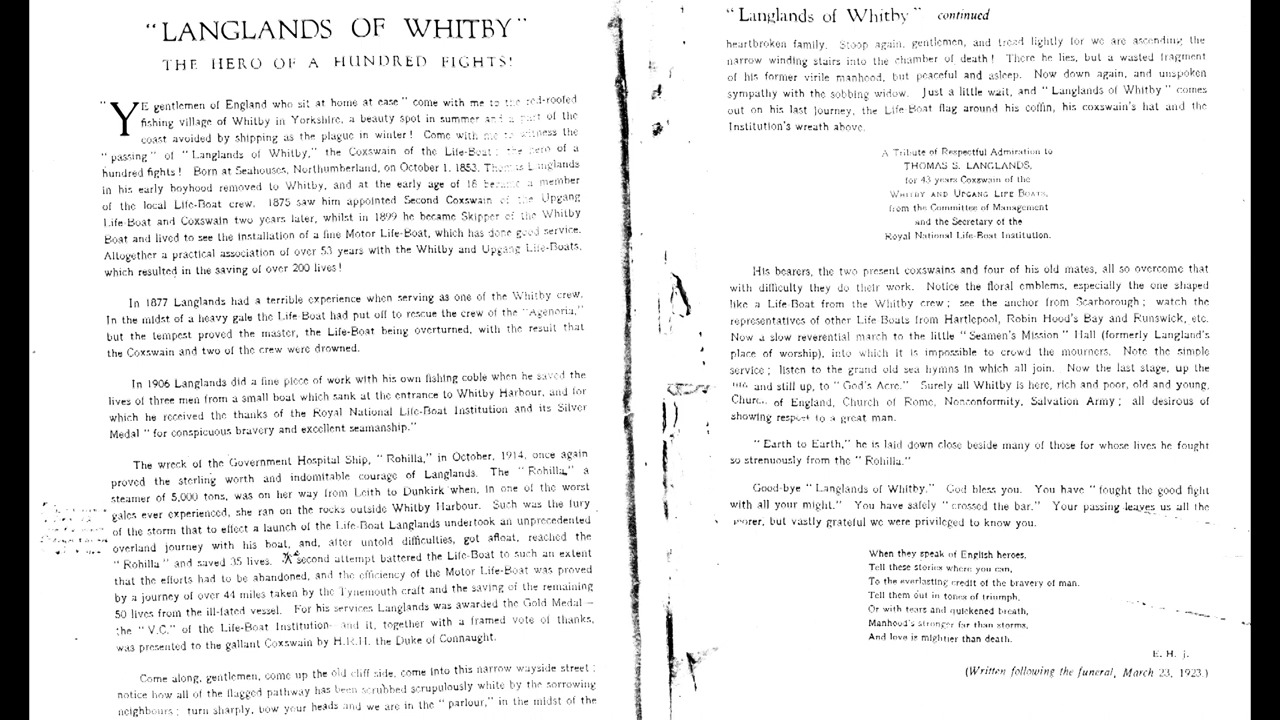 "LANGLANDS OF WHITBY"
THE HERO OF A HUNDRED FIGHTS!
"YE gentlemen of England who sit at home at ease" come with me to the red-roofed
fishing village of Whitby in Yorkshire, a beauty spot in summer and a part of the
coast avoided by shipping as the plague in winter! Come with me to witness the
"passing" of "Langlands of Whitby," the Coxswain of the Life-Boat: the hero of a
hundred fights! Born at Seahouses, Northumberland, on October 1, 1853, Thomas Langlands
in his early boyhood removed to Whitby, and at the early age of 18 became a member
of the local Life-Boat crew. 1875 saw him appointed Second Coxswain of the Upgang
Life-Boat and Coxswain two years later, whilst in 1899 he became Skipper of the Whitby
Boat and lived to see the installation of a fine Motor Life-Boat, which has done good service.
Altogether a practical association of over 53 years with the Whitby and Upgang Life-Boats,
which resulted in the saving of over 200 lives!
In 1877 Langlands had a terrible experience when serving as one of the Whitby crew.
In the midst of a heavy gale the Life Boat had put off to rescue the crew of the "Agenoria,"
but the tempest proved the master, the Life-Boat being overturned, with the result that
the Coxswain and two of the crew were drowned.
In 1906 Langlands did a fine piece of work with his own fishing coble when he saved the
lives of three men from a small boat which sank at the entrance to Whitby Harbour, and for
which he received the thanks of the Royal National Life-Boat Institution and its Silver
Medal "for conspicuous bravery and excellent seamanship."
The wreck of the Government Hospital Ship, "Rohilla," in October, 1914, once again
proved the sterling worth and indomitable courage of Langlands. The "Rohilla," a
steamer of 5,000 tons, was on her way from Leith to Dunkirk when, in one of the worst
gales ever experienced, she ran on the rocks outside Whitby Harbour. Such was the fury
of the storm that to effect a launch of the Life-Boat Langlands undertook an unprecedented
overland journey with his boat, and, after untold difficulties, got afloat, reached the
"Rohilla" and saved 35 lives. A second attempt battered the Life-Boat to such an extent
that the efforts had to be abandoned, and the efficiency of the Motor Life-Boat was proved
by a journey of over 44 miles taken by the Tynemouth craft and the saving of the remaining
50 lives from the ill-fated vessel. For his services Langlands was awarded the Gold Medal—
the "V.C." of the Life-Boat Institution—and it, together with a framed vote of thanks,
was presented to the gallant Coxswain by H.R.H. the Duke of Connaught.
Come along, gentlemen, come up the old cliff side, come into this narrow wayside street;
notice how all of the flagged pathway has been scrubbed scrupulously white by the sorrowing
neighbours; turn sharply, bow your heads and we are in the "parlour," in the midst of the
"Langlands of Whitby" continued
heartbroken family. Stoop again, gentlemen, and tread lightly for we are ascending the
narrow winding stairs into the chamber of death! There he lies, but a wasted fragment
of his former virile manhood, but peaceful and asleep. Now down again, and unspoken
sympathy with the sobbing widow. Just a little wait, and "Langlands of Whitby" comes
out on his last journey, the Life-Boat flag around his coffin, his coxswain's hat and the
Institution's wreath above.
A Tribute of Respectful Admiration to
THOMAS S. LANGLANDS,
for 43 years Coxswain of the
WHITBY AND UPGANG LIFE BOATS,
from the Committee of Management
and the Secretary of the
Royal National Life-Boat Institution.
His bearers, the two present coxswains and four of his old mates, all so overcome that
with difficulty they do their work. Notice the floral emblems, especially the one shaped
like a Life-Boat from the Whitby crew; see the anchor from Scarborough; watch the
representatives of other Life Boats from Hartlepool, Robin Hood's Bay and Runswick, etc.
Now a slow reverential march to the little "Seamen's Mission" Hall (formerly Langland's
place of worship), into which it is impossible to crowd the mourners. Note the simple
service; listen to the grand old sea hymns in which all join. Now the last stage, up the
and still up, to "God's Acre." Surely all Whitby is here, rich and poor, old and young,
of England, Church of Rome, Nonconformity, Salvation Army; all desirous of
showing respect to a great man.
"Earth to Earth," he is laid down close beside many of those for whose lives he fought
so strenuously from the "Rohilla."
Good-bye "Langlands of Whitby." God bless you. You have "fought the good fight
with all your might." You have safely "crossed the bar." Your passing leaves us all the
but vastly grateful we were privileged to know you.
When they speak of English heroes,
Tell these stories where you can,
To the everlasting credit of the bravery of man.
Tell them out in tones of triumph,
Or with tears and quickened breath,
Manhood's stronger far than storms,
And love is mightier than death.
E. H. J.
(Written following the funeral, March 23, 1923.)